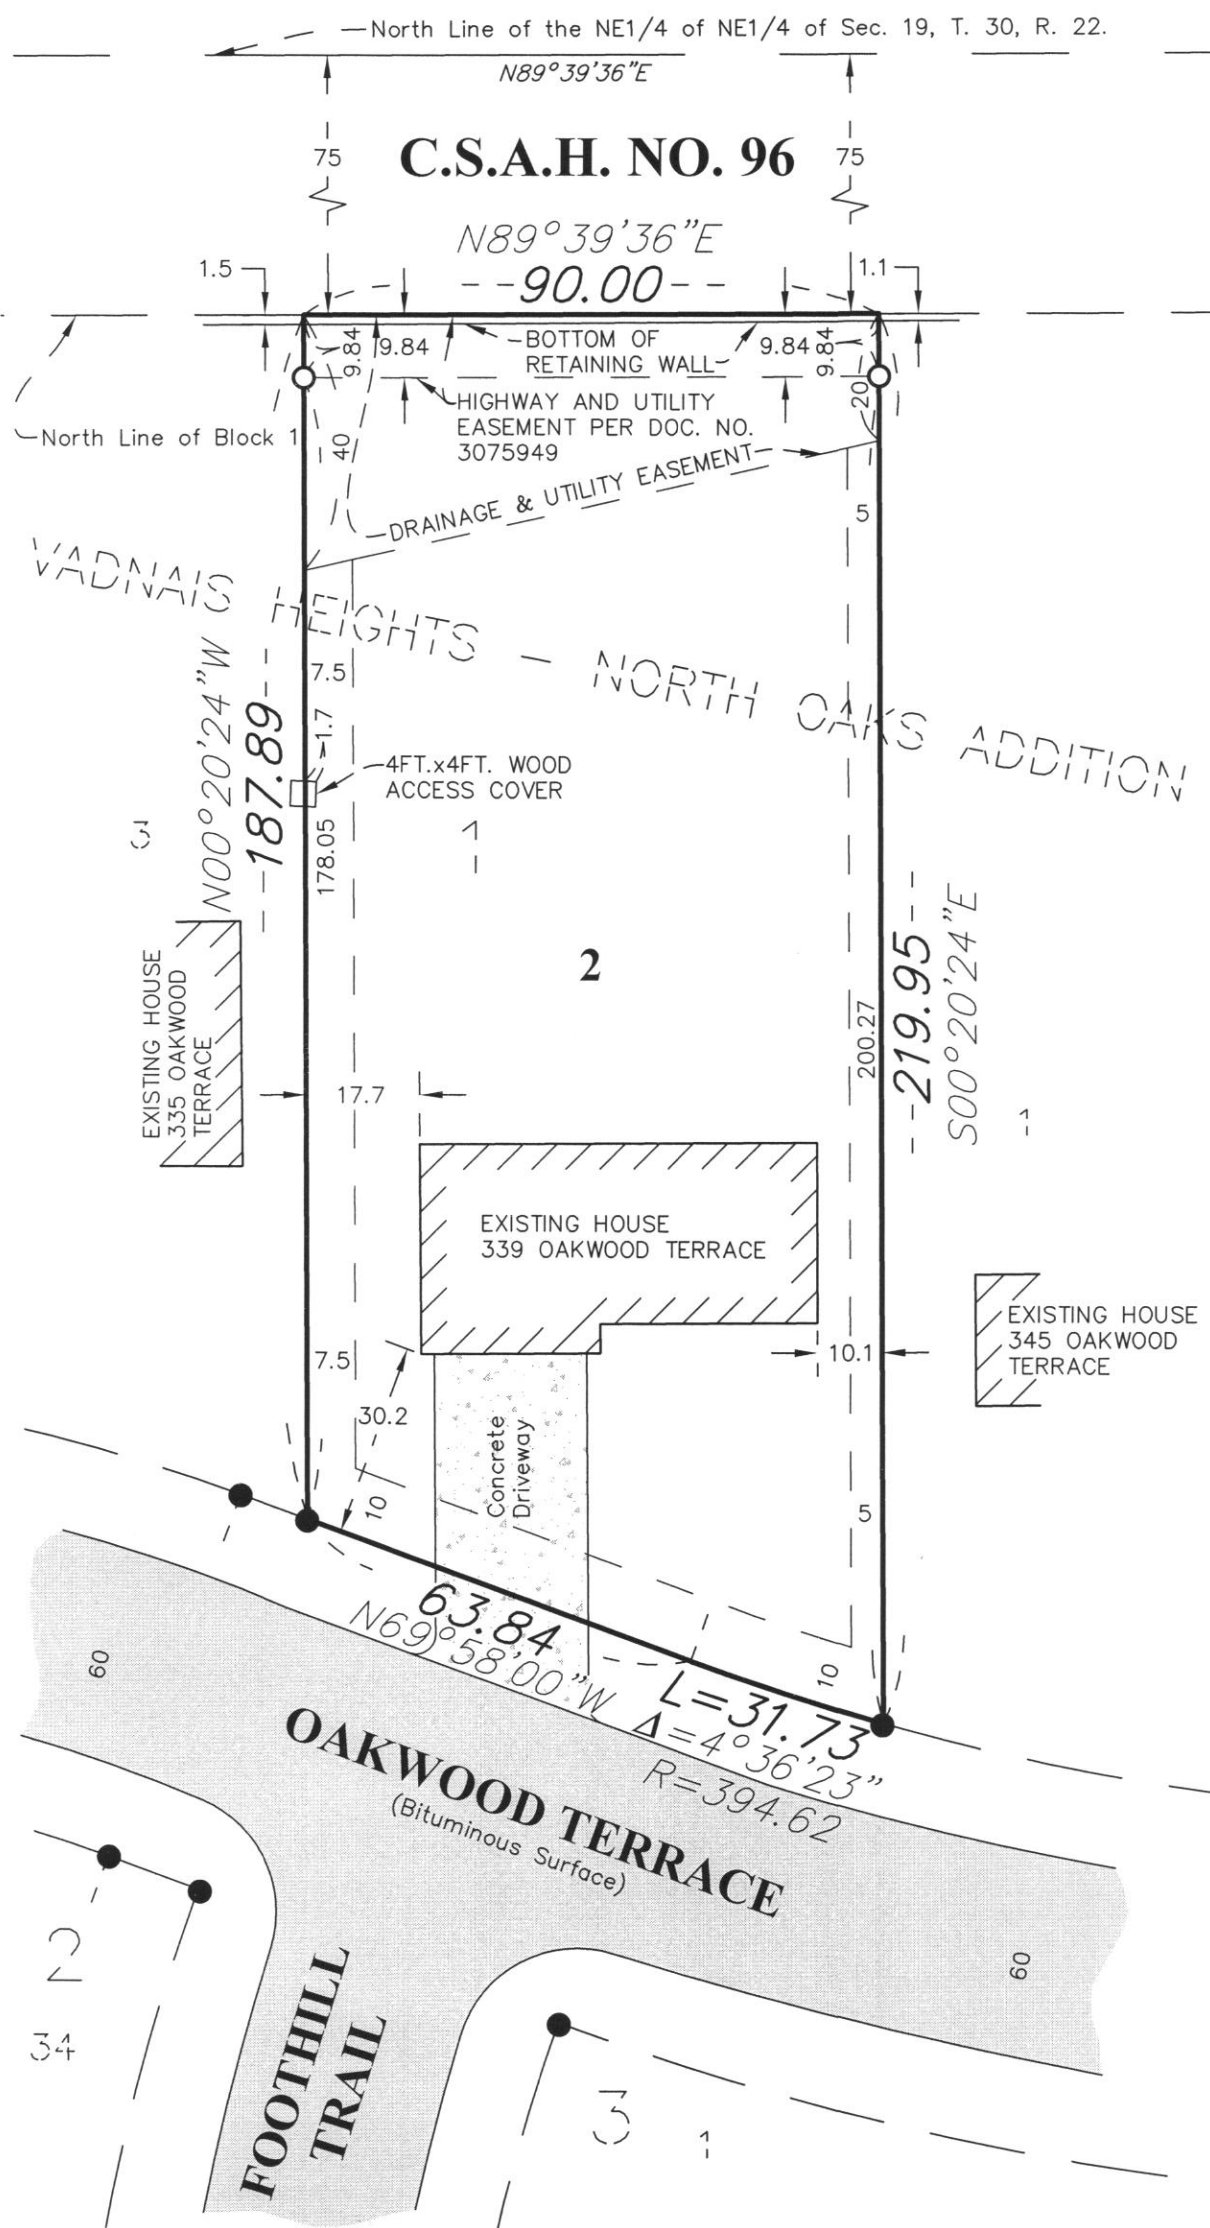 North Line of the NE1/4 of NE1/4 of Sec. 19, T. 30, R. 22.
N89°39'36"E
75
C.S.A.H. NO. 96
75
N89°39'36"E
90.00
1.5
1.1
9.84
9.84
BOTTOM OF
RETAINING WALL
9.84
9.84
HIGHWAY AND UTILITY
EASEMENT PER DOC. NO.
3075949
20
North Line of Block 1
40
DRAINAGE & UTILITY EASEMENT
5
VADNAIS HEIGHTS - NORTH OAKS ADDITION
7.5
N00°20'24"W
187.89
1.7
4FT.x4FT. WOOD
ACCESS COVER
3
1
178.05
2
219.95
S00°20'24"E
200.27
EXISTING HOUSE
335 OAKWOOD
TERRACE
17.7
1
EXISTING HOUSE
339 OAKWOOD TERRACE
EXISTING HOUSE
345 OAKWOOD
TERRACE
10.1
7.5
30.2
Concrete
Driveway
10
5
63.84
N69°58'00"W
10
L=31.73
Δ=4°36'23"
R=394.62
60
OAKWOOD TERRACE
(Bituminous Surface)
60
2
34
FOOTHILL
TRAIL
3
1